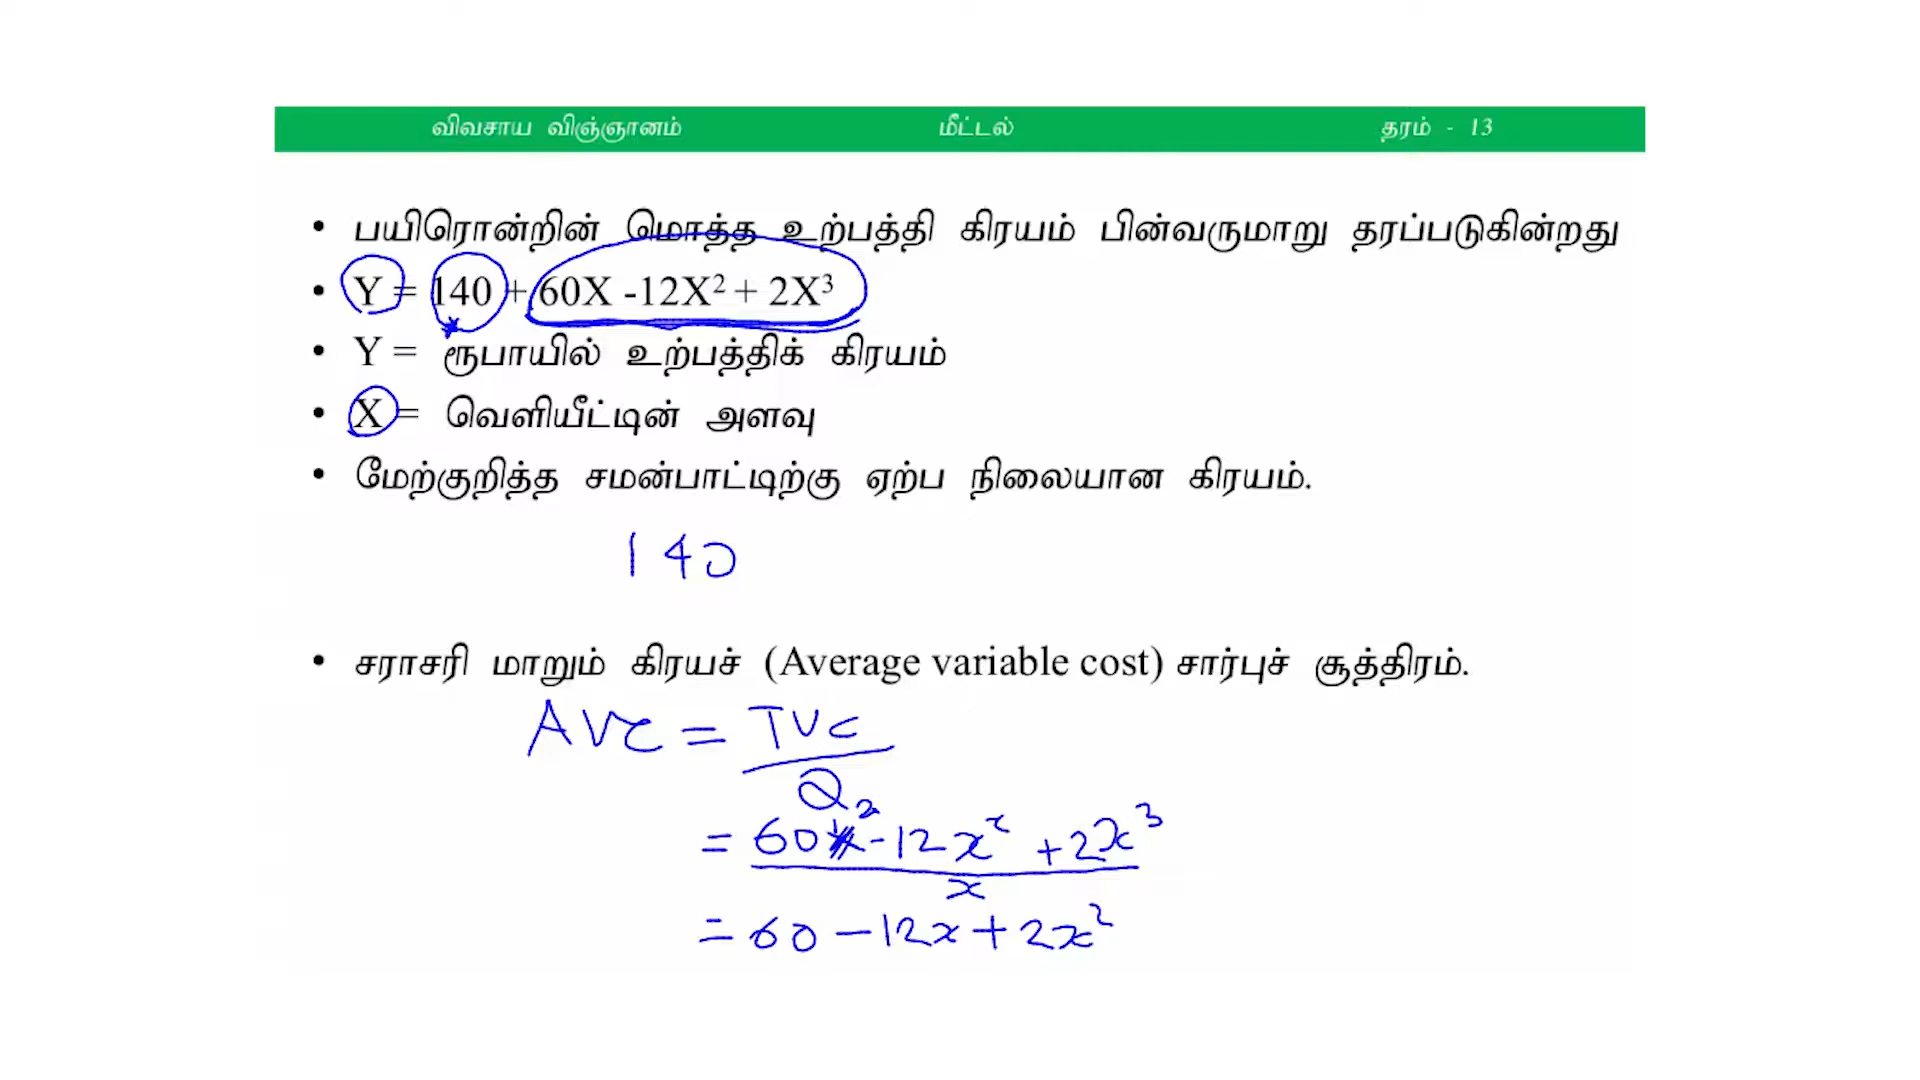 விவசாய விஞ்ஞானம் மீட்டல் தரம் - 13
• பயிரொன்றின் மொத்த உற்பத்தி கிரயம் பின்வருமாறு தரப்படுகின்றது
• Y = 140 + 60X -12X² + 2X³
• Y = ரூபாயில் உற்பத்திக் கிரயம்
• X = வெளியீட்டின் அளவு
• மேற்குறித்த சமன்பாட்டிற்கு ஏற்ப நிலையான கிரயம்.
140
• சராசரி மாறும் கிரயச் (Average variable cost) சார்புச் சூத்திரம்.
AVC = TVC
Q
= 60x - 12x² + 2x³
x
= 60 - 12x + 2x²